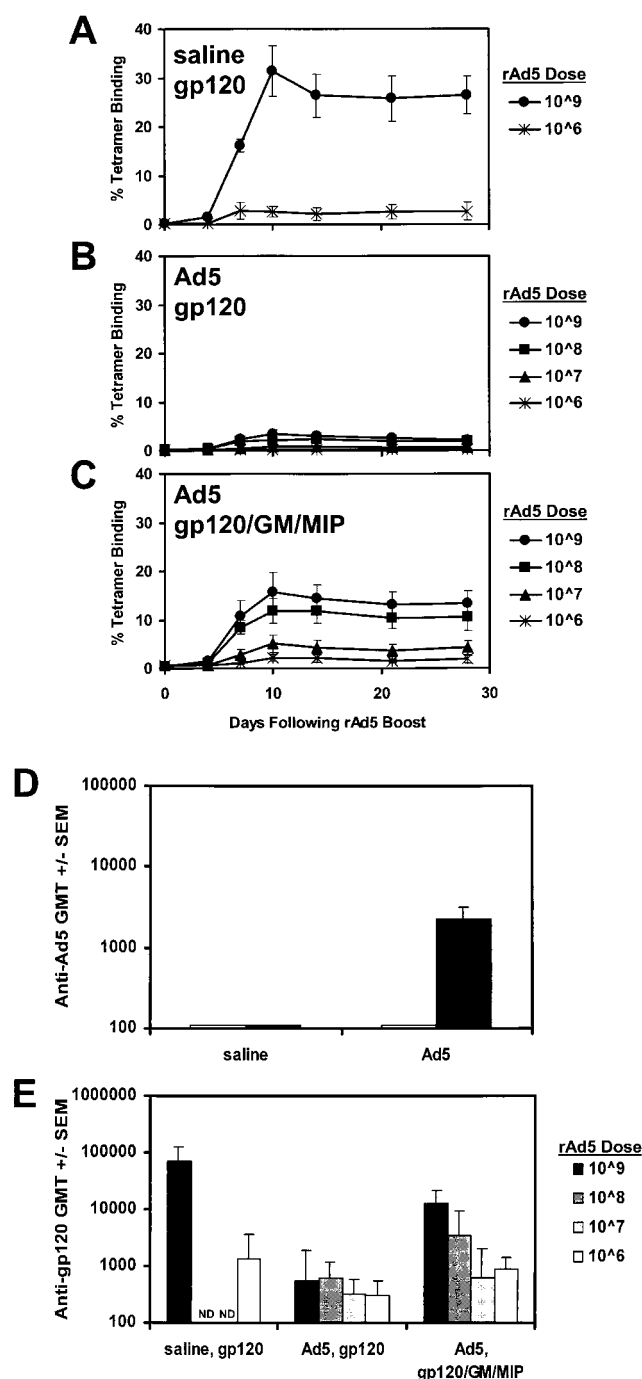 A
saline
gp120
% Tetramer Binding
40
30
20
10
0
rAd5 Dose
10^9
10^6
B
Ad5
gp120
% Tetramer Binding
40
30
20
10
0
rAd5 Dose
10^9
10^8
10^7
10^6
C
Ad5
gp120/GM/MIP
% Tetramer Binding
40
30
20
10
0
0
10
20
30
Days Following rAd5 Boost
rAd5 Dose
10^9
10^8
10^7
10^6
D
Anti-Ad5 GMT +/- SEM
100000
10000
1000
100
saline
Ad5
E
Anti-gp120 GMT +/- SEM
1000000
100000
10000
1000
100
ND ND
saline, gp120
Ad5, gp120
Ad5,
gp120/GM/MIP
rAd5 Dose
10^9
10^8
10^7
10^6